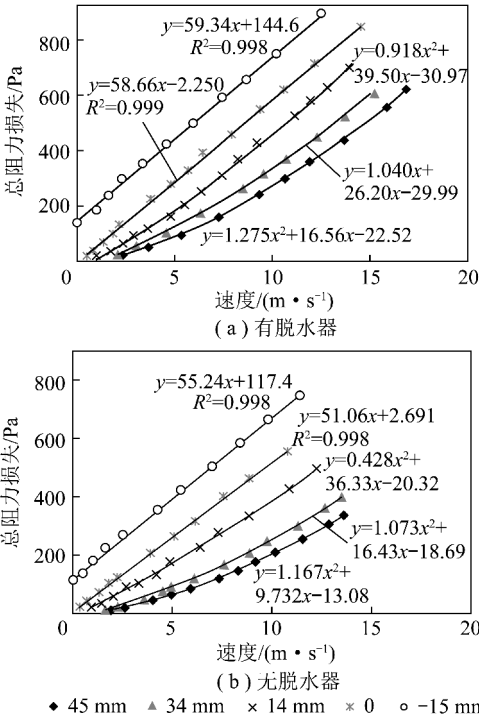 y=59.34x+144.6
R²=0.998
y=0.918x²+
39.50x−30.97
y=58.66x−2.250
R²=0.999
y=1.040x+
26.20x−29.99
y=1.275x²+16.56x−22.52
总阻力损失/Pa
800
600
400
200
0 5 10 15 20
速度/(m·s⁻¹)
(a)有脱水器
y=55.24x+117.4
R²=0.998
y=51.06x+2.691
R²=0.998
y=0.428x²+
36.33x−20.32
y=1.073x²+
16.43x−18.69
y=1.167x²+
9.732x−13.08
总阻力损失/Pa
800
600
400
200
0 5 10 15 20
速度/(m·s⁻¹)
(b)无脱水器
45 mm 34 mm 14 mm 0 −15 mm